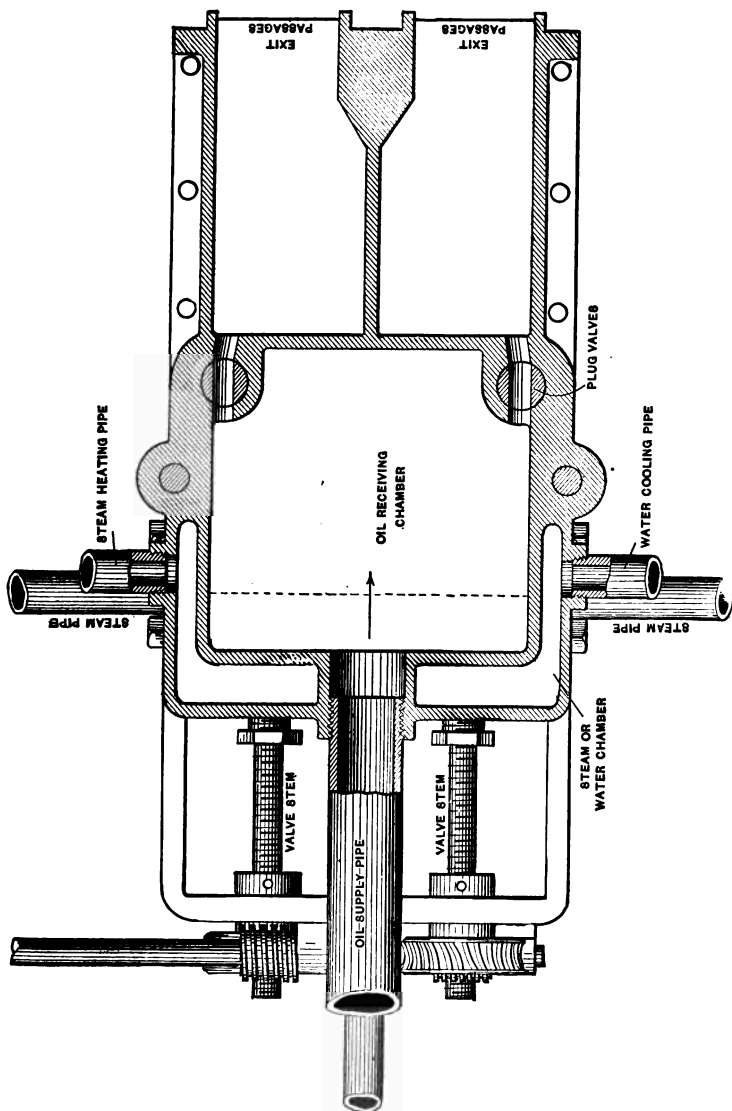 EXIT
PASSAGES
EXIT
PASSAGES
PLUG VALVES
STEAM HEATING PIPE
WATER COOLING PIPE
OIL RECEIVING
CHAMBER
STEAM PIPE
STEAM PIPE
STEAM OR
WATER CHAMBER
VALVE STEM
VALVE STEM
OIL-SUPPLY-PIPE